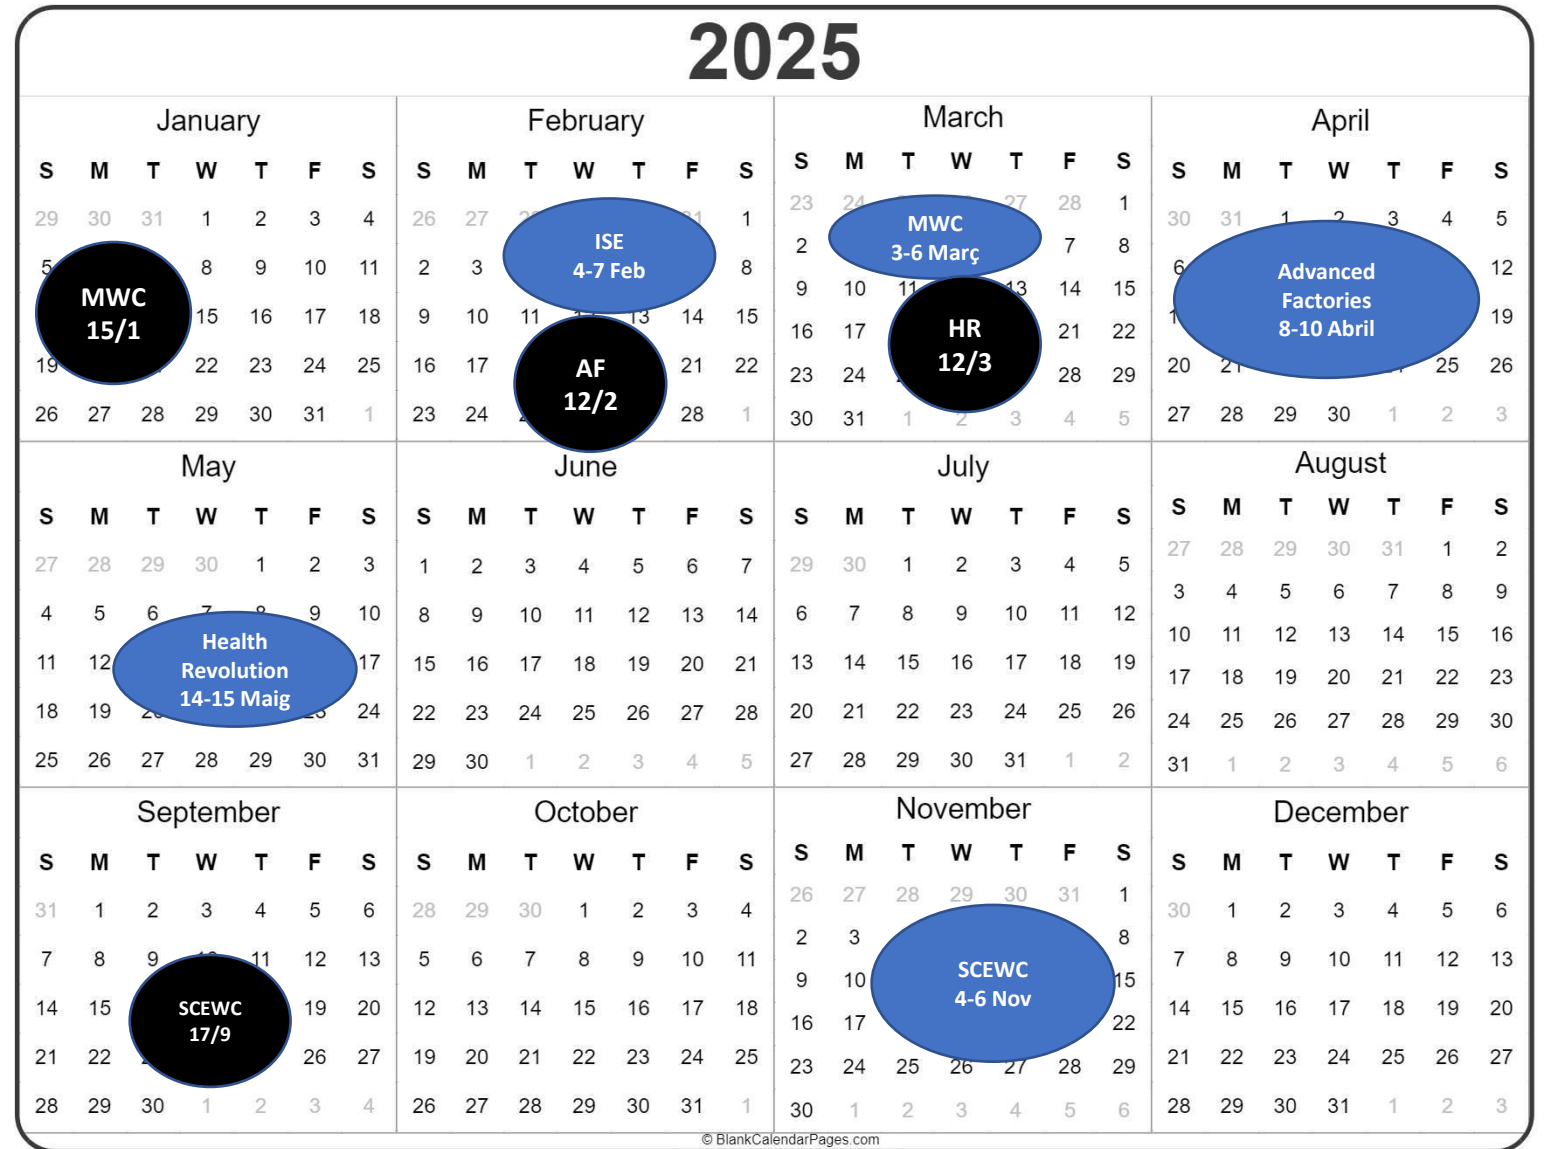 2025
January
S M T W T F S
29 30 31 1 2 3 4
5 8 9 10 11
MWC
15/1
15 16 17 18
19 22 23 24 25
26 27 28 29 30 31 1
February
S M T W T F S
26 27 1
ISE
4-7 Feb
2 3 8
9 10 11 13 14 15
AF
12/2
16 17 21 22
23 24 28 1
March
S M T W T F S
23 24 27 28 1
MWC
3-6 Març
2 7 8
9 10 11 13 14 15
HR
12/3
16 17 21 22
23 24 28 29
30 31 1 2 3 4 5
April
S M T W T F S
30 31 1 2 3 4 5
6 12
Advanced
Factories
8-10 Abril
19
20 21 25 26
27 28 29 30 1 2 3
May
S M T W T F S
27 28 29 30 1 2 3
4 5 6 7 8 9 10
Health
Revolution
14-15 Maig
11 12 17
18 19 24
25 26 27 28 29 30 31
June
S M T W T F S
1 2 3 4 5 6 7
8 9 10 11 12 13 14
15 16 17 18 19 20 21
22 23 24 25 26 27 28
29 30 1 2 3 4 5
July
S M T W T F S
29 30 1 2 3 4 5
6 7 8 9 10 11 12
13 14 15 16 17 18 19
20 21 22 23 24 25 26
27 28 29 30 31 1 2
August
S M T W T F S
27 28 29 30 31 1 2
3 4 5 6 7 8 9
10 11 12 13 14 15 16
17 18 19 20 21 22 23
24 25 26 27 28 29 30
31 1 2 3 4 5 6
September
S M T W T F S
31 1 2 3 4 5 6
7 8 9 10 11 12 13
14 15 19 20
SCEWC
17/9
21 22 26 27
28 29 30 1 2 3 4
October
S M T W T F S
28 29 30 1 2 3 4
5 6 7 8 9 10 11
12 13 14 15 16 17 18
19 20 21 22 23 24 25
26 27 28 29 30 31 1
November
S M T W T F S
26 27 28 29 30 31 1
2 3 8
9 10 15
SCEWC
4-6 Nov
16 17 22
23 24 25 26 27 28 29
30 1 2 3 4 5 6
December
S M T W T F S
30 1 2 3 4 5 6
7 8 9 10 11 12 13
14 15 16 17 18 19 20
21 22 23 24 25 26 27
28 29 30 31 1 2 3
© BlankCalendarPages.com